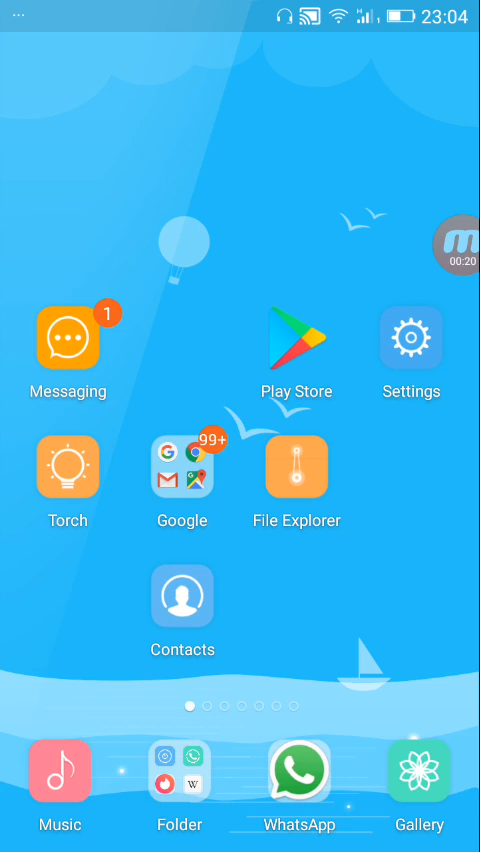 23:04
00:20
1
Messaging
Play Store
Settings
99+
Torch
Google
File Explorer
Contacts
W
Music
Folder
WhatsApp
Gallery